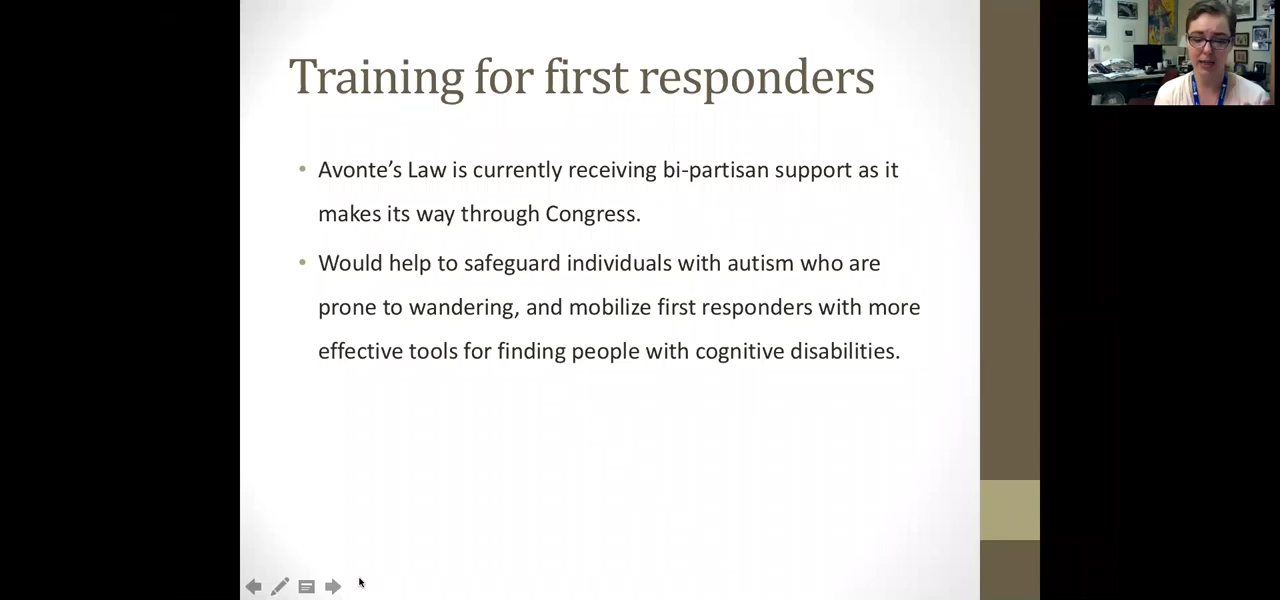 Training for first responders
• Avonte’s Law is currently receiving bi-partisan support as it
makes its way through Congress.
• Would help to safeguard individuals with autism who are
prone to wandering, and mobilize first responders with more
effective tools for finding people with cognitive disabilities.